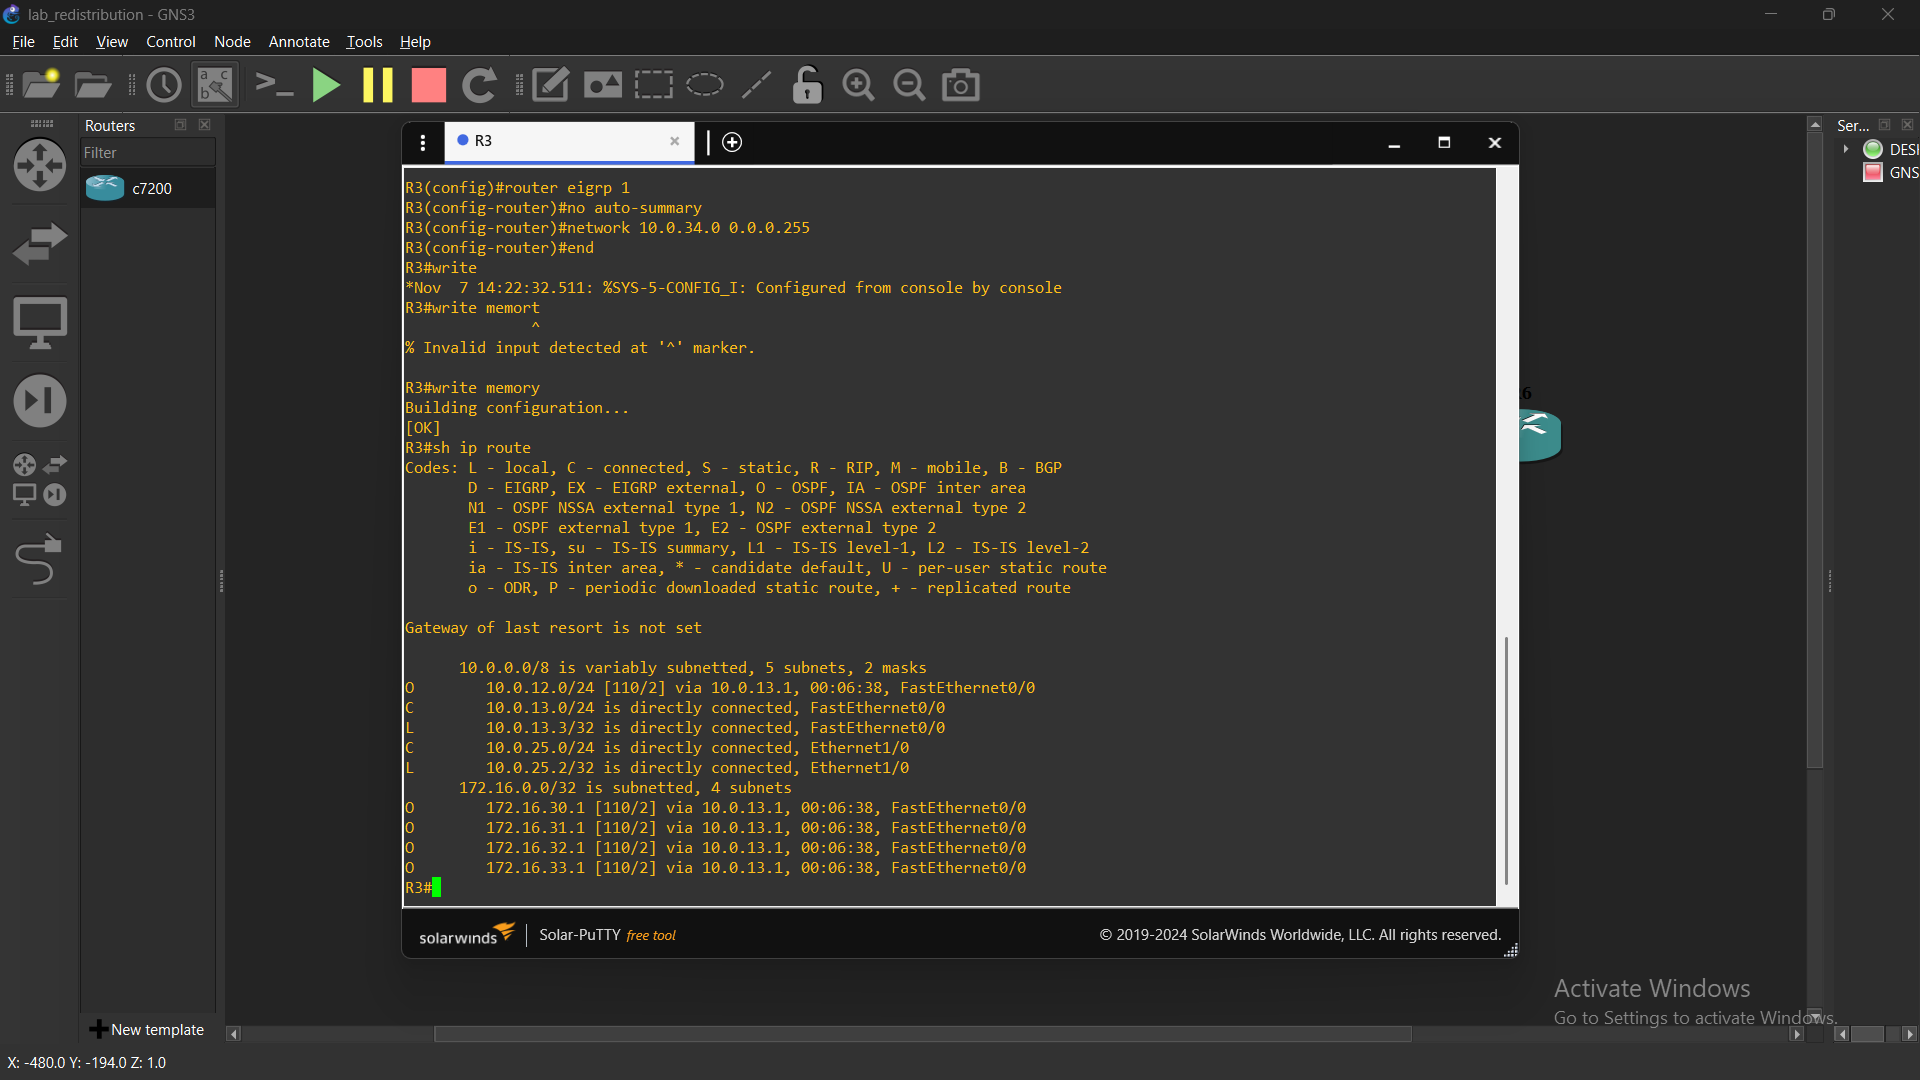 lab_redistribution - GNS3
File Edit View Control Node Annotate Tools Help
Routers
Filter
c7200
R3
R3(config)#router eigrp 1
R3(config-router)#no auto-summary
R3(config-router)#network 10.0.34.0 0.0.0.255
R3(config-router)#end
R3#write
*Nov  7 14:22:32.511: %SYS-5-CONFIG_I: Configured from console by console
R3#write memort
^
% Invalid input detected at '^' marker.
R3#write memory
Building configuration...
[OK]
R3#sh ip route
Codes: L - local, C - connected, S - static, R - RIP, M - mobile, B - BGP
D - EIGRP, EX - EIGRP external, O - OSPF, IA - OSPF inter area
N1 - OSPF NSSA external type 1, N2 - OSPF NSSA external type 2
E1 - OSPF external type 1, E2 - OSPF external type 2
i - IS-IS, su - IS-IS summary, L1 - IS-IS level-1, L2 - IS-IS level-2
ia - IS-IS inter area, * - candidate default, U - per-user static route
o - ODR, P - periodic downloaded static route, + - replicated route
Gateway of last resort is not set
10.0.0.0/8 is variably subnetted, 5 subnets, 2 masks
O        10.0.12.0/24 [110/2] via 10.0.13.1, 00:06:38, FastEthernet0/0
C        10.0.13.0/24 is directly connected, FastEthernet0/0
L        10.0.13.3/32 is directly connected, FastEthernet0/0
C        10.0.25.0/24 is directly connected, Ethernet1/0
L        10.0.25.2/32 is directly connected, Ethernet1/0
172.16.0.0/32 is subnetted, 4 subnets
O        172.16.30.1 [110/2] via 10.0.13.1, 00:06:38, FastEthernet0/0
O        172.16.31.1 [110/2] via 10.0.13.1, 00:06:38, FastEthernet0/0
O        172.16.32.1 [110/2] via 10.0.13.1, 00:06:38, FastEthernet0/0
O        172.16.33.1 [110/2] via 10.0.13.1, 00:06:38, FastEthernet0/0
R3#
solarwinds
Solar-PuTTY free tool
© 2019-2024 SolarWinds Worldwide, LLC. All rights reserved.
Ser...
DESH
GNS
Activate Windows
Go to Settings to activate Windows.
New template
X: -480.0 Y: -194.0 Z: 1.0